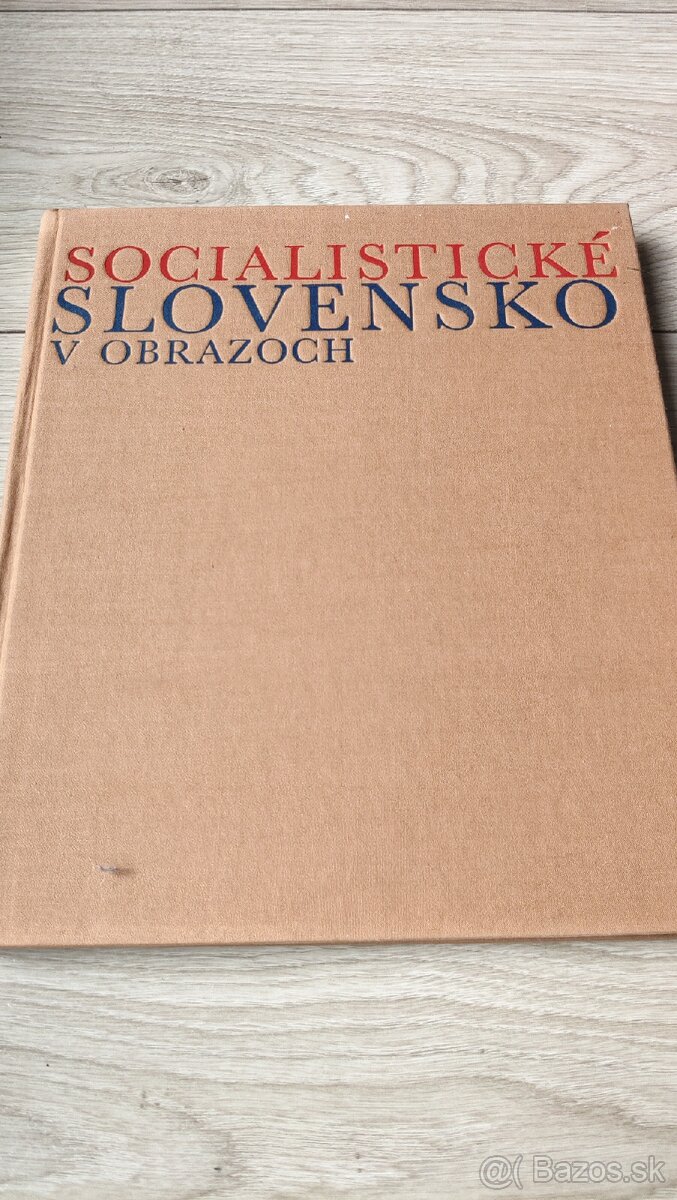 SOCIALISTICKÉ
SLOVENSKO
V OBRAZOCH
@( Bazos.sk